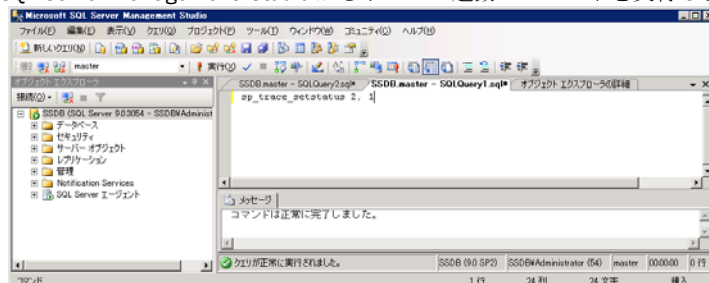 Microsoft SQL Server Management Studio
ファイル(F) 編集(E) 表示(V) クエリ(Q) プロジェクト(P) ツール(T) ウィンドウ(W) コミュニティ(C) ヘルプ(H)
新しいクエリ(N)
master 実行(X)
オブジェクト エクスプローラ
SSDB.master - SQLQuery2.sql* SSDB.master - SQLQuery1.sql* オブジェクト エクスプローラの詳細
接続(O)
sp_trace_setstatus 2, 1
SSDB (SQL Server 9.0.3054 - SSDB¥Administ
データベース
セキュリティ
サーバー オブジェクト
レプリケーション
管理
Notification Services
SQL Server エージェント
メッセージ
コマンドは正常に完了しました。
クエリが正常に実行されました。 SSDB (9.0 SP2) SSDB¥Administrator (54) master 00:00:00 0 行
1 行 24 列 24 文字 挿入